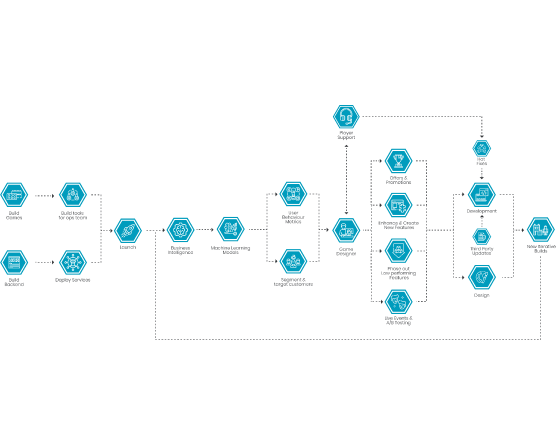 Player
Support
Hot
Fixes
Offers &
Promotions
Build
Games
Build tools
for ops team
User
Behaviour
Metrics
Enhance & Create
New Features
Development
Launch
Business
Intelligence
Machine Learning
Models
Game
Designer
Third Party
Updates
New Iterative
Builds
Build
Backend
Display Services
Segment &
target customers
Phase out
Low performing
Features
Design
Live Events &
A/B Testing